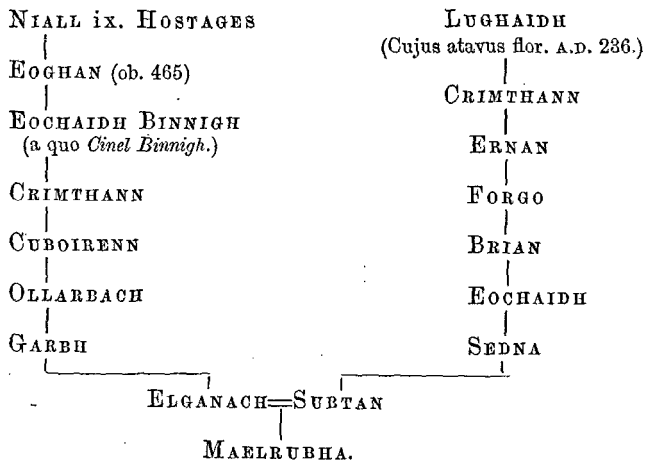 Niall ix. Hostages
Eoghan (ob. 465)
Eochaidh Binnigh
(a quo Cinel Binnigh.)
Crimthann
Cuboirenn
Ollarbach
Garbh
Lughaidh
(Cujus atavus flor. A.D. 236.)
Crimthann
Ernan
Forgo
Brian
Eochaidh
Sedna
Elganach=Subtan
Maelrubha.